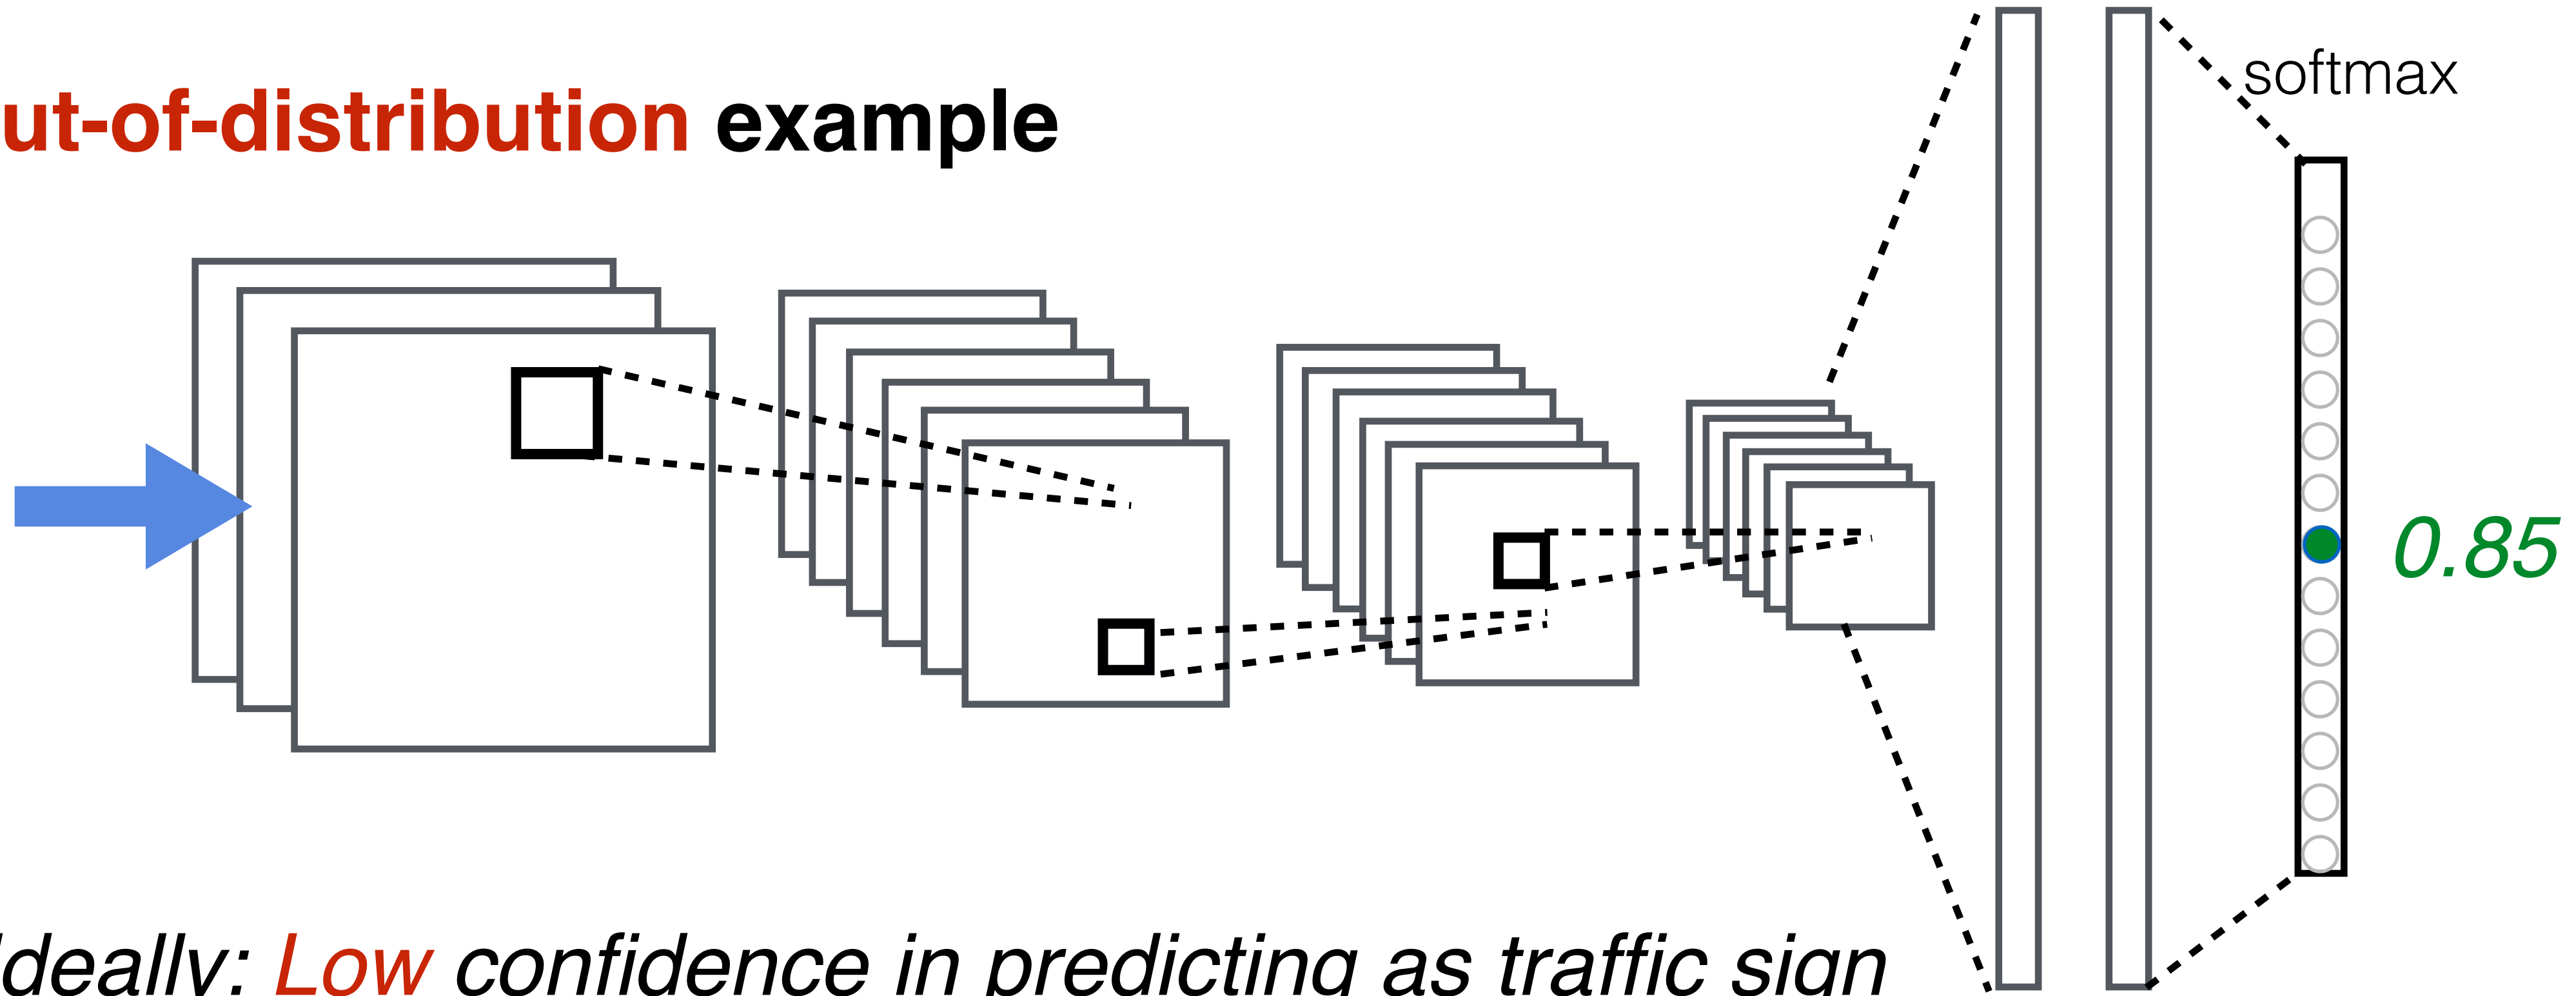 softmax
ut-of-distribution example
0.85
deally: Low confidence in predicting as traffic sign